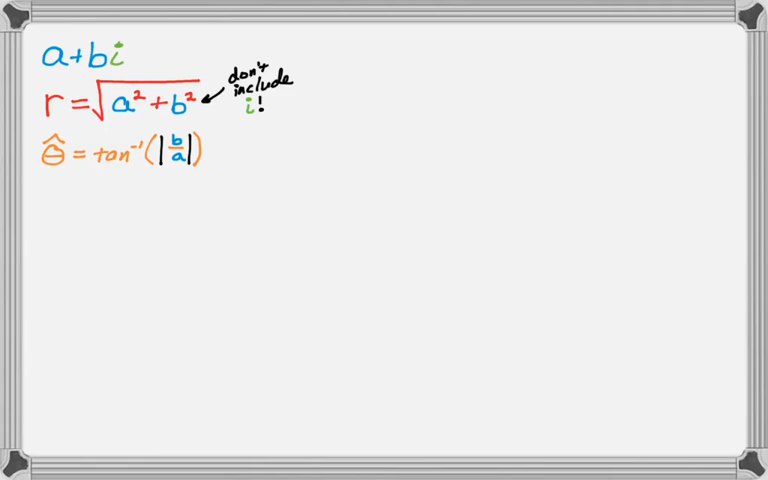 a+bi
r = √(a² + b²) don't include i!
θ̂ = tan⁻¹(|b/a|)